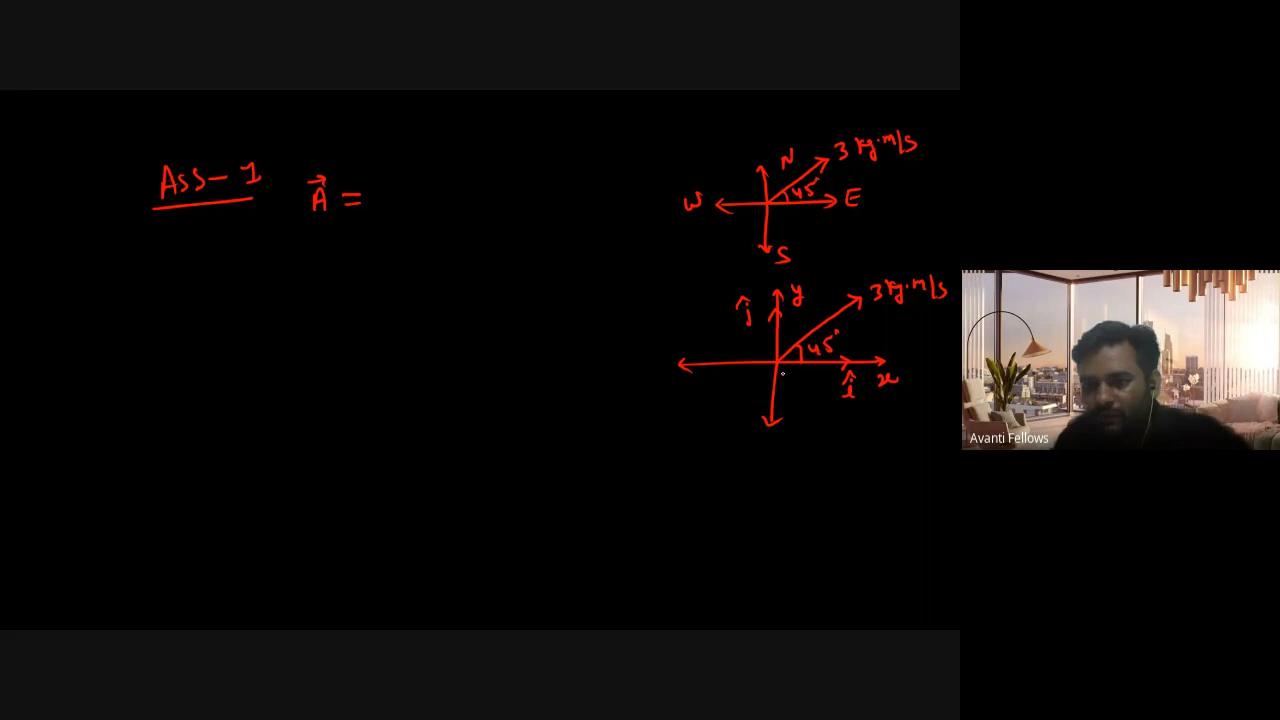 Ass-1
A⃗ =
N
3 kg.m/s
45°
W
E
S
ĵ
y
3 kg.m/s
45°
î
x
Avanti Fellows